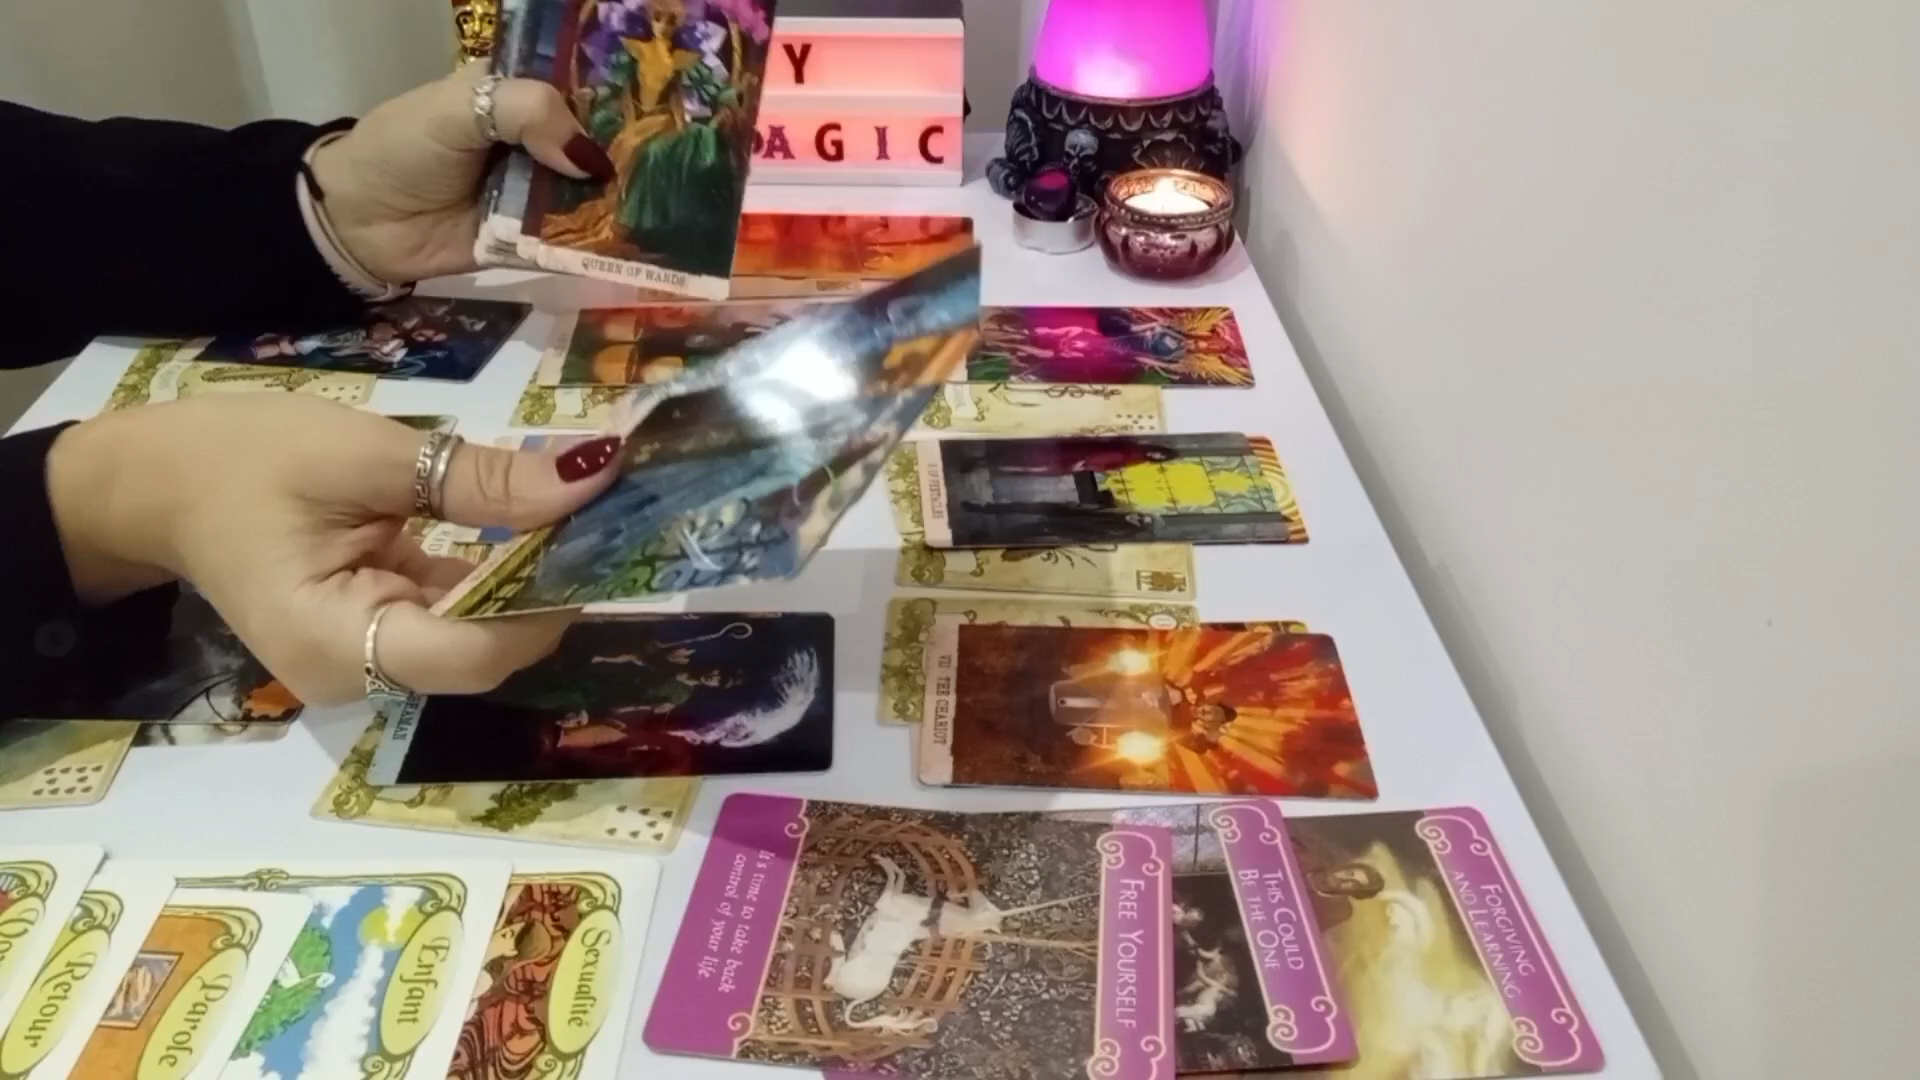 Y
AGIC
QUEEN OF WANDS
VII THE CHARIOT
It's time to take back
control of your life.
FREE YOURSELF
THIS COULD
BE THE ONE
FORGIVING
AND LEARNING
Retour
Parole
Enfant
Sexualité